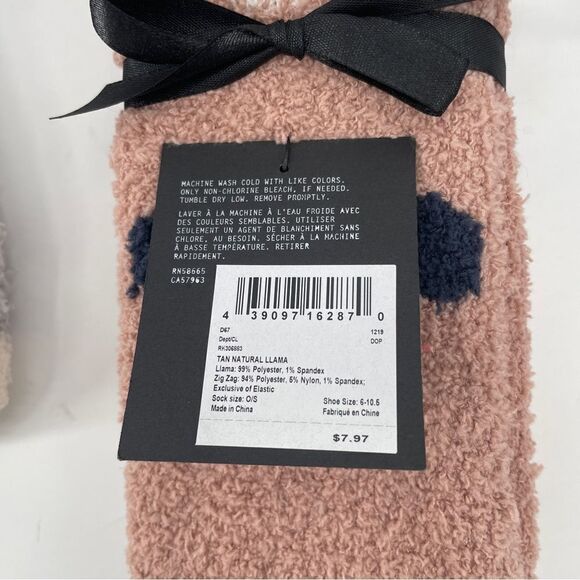 MACHINE WASH COLD WITH LIKE COLORS.
ONLY NON-CHLORINE BLEACH, IF NEEDED.
TUMBLE DRY LOW. REMOVE PROMPTLY.
LAVER À LA MACHINE À L'EAU FROIDE AVEC
DES COULEURS SEMBLABLES. UTILISER
SEULEMENT UN AGENT DE BLANCHIMENT SANS
CHLORE, AU BESOIN. SÉCHER À LA MACHINE
À BASSE TEMPÉRATURE. RETIRER
RAPIDEMENT.
RN58665
CA57963
4 39097 16287 0
D67 1219
Dept/CL DOP
RH306863
TAN NATURAL LLAMA
Llama: 99% Polyester, 1% Spandex
Zig Zag: 94% Polyester, 5% Nylon, 1% Spandex;
Exclusive of Elastic
Sock size: O/S Shoe Size: 6-10.5
Made in China Fabriqué en Chine
$7.97